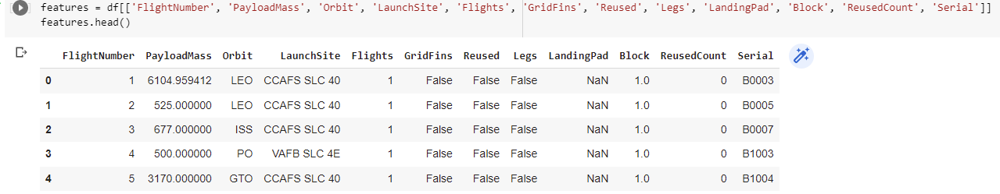 features = df[['FlightNumber', 'PayloadMass', 'Orbit', 'LaunchSite', 'Flights', 'GridFins', 'Reused', 'Legs', 'LandingPad', 'Block', 'ReusedCount', 'Serial']]
features.head()
FlightNumber PayloadMass Orbit LaunchSite Flights GridFins Reused Legs LandingPad Block ReusedCount Serial
0 1 6104.959412 LEO CCAFS SLC 40 1 False False False NaN 1.0 0 B0003
1 2 525.000000 LEO CCAFS SLC 40 1 False False False NaN 1.0 0 B0005
2 3 677.000000 ISS CCAFS SLC 40 1 False False False NaN 1.0 0 B0007
3 4 500.000000 PO VAFB SLC 4E 1 False False False NaN 1.0 0 B1003
4 5 3170.000000 GTO CCAFS SLC 40 1 False False False NaN 1.0 0 B1004